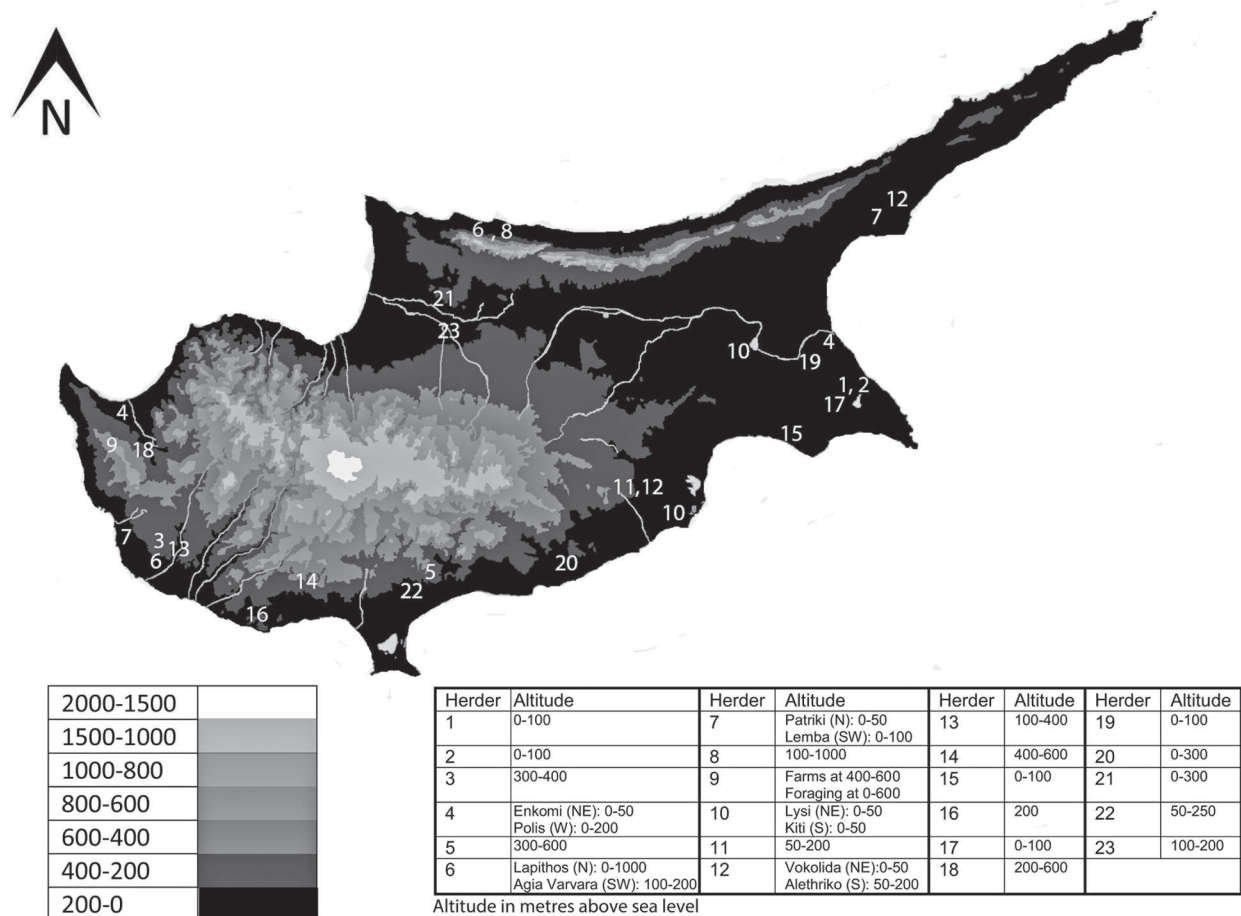 N
12
7
6 , 8
21
23
10
4
19
1, 2
17
15
4
9
18
11,12
10
7
3
13
6
20
5
14
22
16
2000-1500
1500-1000
1000-800
800-600
600-400
400-200
200-0
Herder Altitude Herder Altitude Herder Altitude Herder Altitude
1 0-100 7 Patriki (N): 0-50 13 100-400 19 0-100
Lemba (SW): 0-100
2 0-100 8 100-1000 14 400-600 20 0-300
3 300-400 9 Farms at 400-600 15 0-100 21 0-300
Foraging at 0-600
4 Enkomi (NE): 0-50 10 Lysi (NE): 0-50 16 200 22 50-250
Polis (W): 0-200 Kiti (S): 0-50
5 300-600 11 50-200 17 0-100 23 100-200
6 Lapithos (N): 0-1000 12 Vokolida (NE):0-50 18 200-600
Agia Varvara (SW): 100-200 Alethriko (S): 50-200
Altitude in metres above sea level